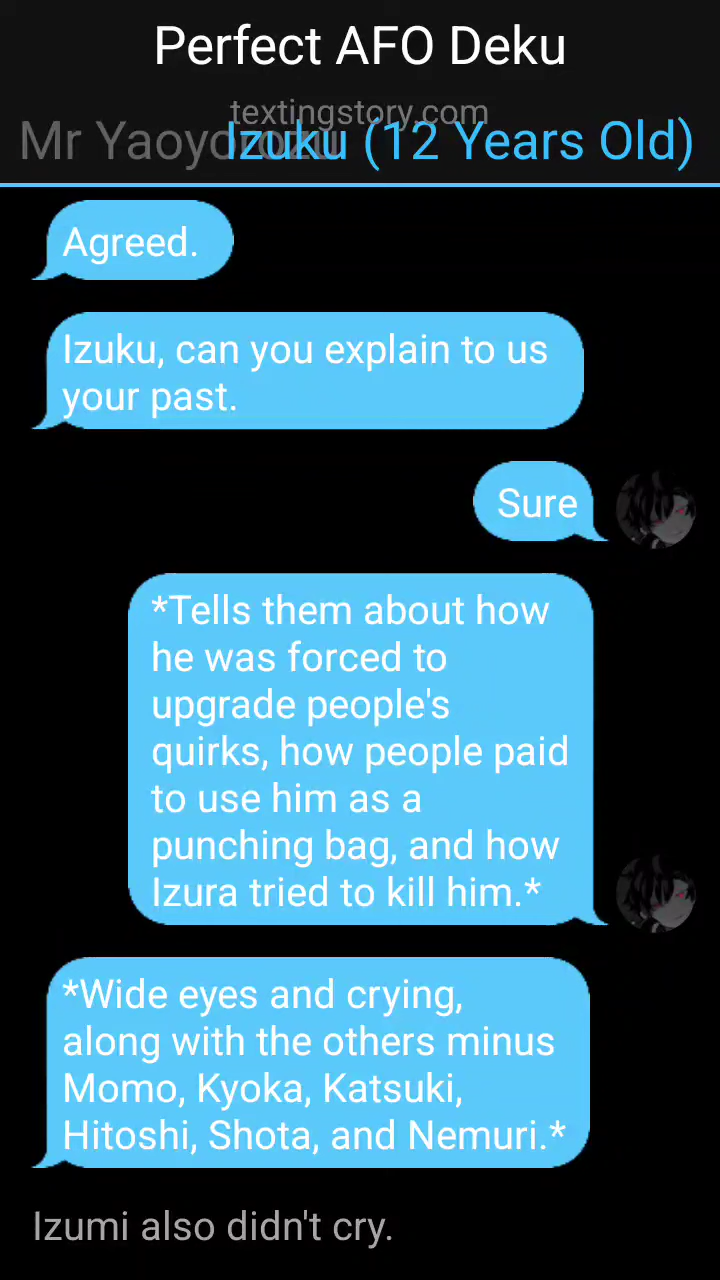 Perfect AFO Deku
textingstory.com
Mr Yaoyorozu
Izuku (12 Years Old)
Agreed.
Izuku, can you explain to us
your past.
Sure
*Tells them about how
he was forced to
upgrade people's
quirks, how people paid
to use him as a
punching bag, and how
Izura tried to kill him.*
*Wide eyes and crying,
along with the others minus
Momo, Kyoka, Katsuki,
Hitoshi, Shota, and Nemuri.*
Izumi also didn't cry.